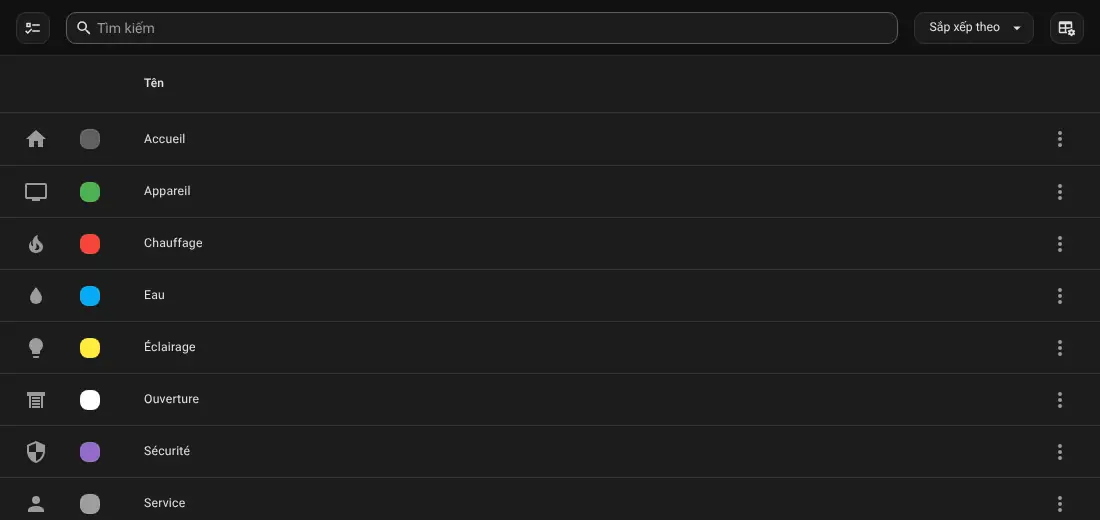 Tìm kiếm
Sắp xếp theo
Tên
Accueil
Appareil
Chauffage
Eau
Éclairage
Ouverture
Sécurité
Service